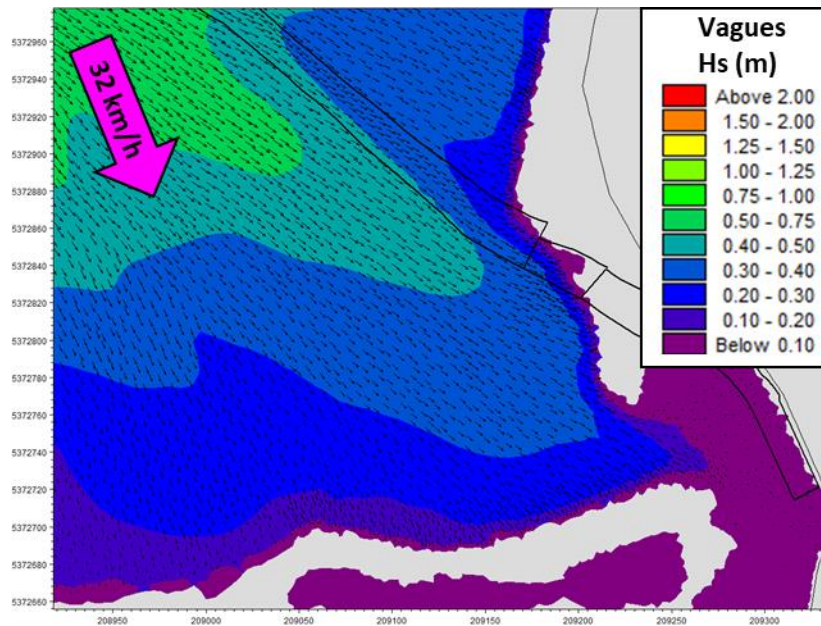 Vagues
Hs (m)
Above 2.00
1.50 - 2.00
1.25 - 1.50
1.00 - 1.25
0.75 - 1.00
0.50 - 0.75
0.40 - 0.50
0.30 - 0.40
0.20 - 0.30
0.10 - 0.20
Below 0.10
32 km/h
5372960
5372940
5372920
5372900
5372880
5372860
5372840
5372820
5372800
5372780
5372760
5372740
5372720
5372700
5372680
5372660
208950 209000 209050 209100 209150 209200 209250 209300